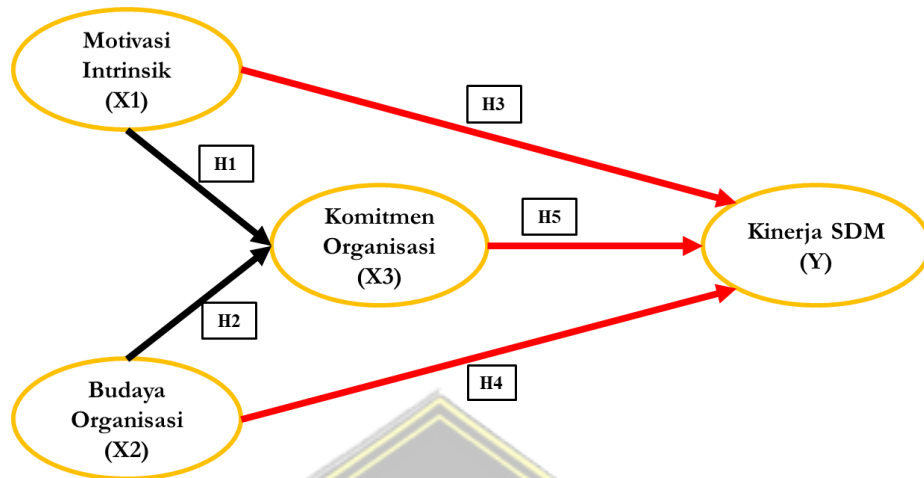 Motivasi
Intrinsik
(X1)
H3
H1
Komitmen
Organisasi
(X3)
H5
Kinerja SDM
(Y)
H2
H4
Budaya
Organisasi
(X2)